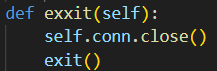 def exxit(self):
    self.conn.close()
    exit()